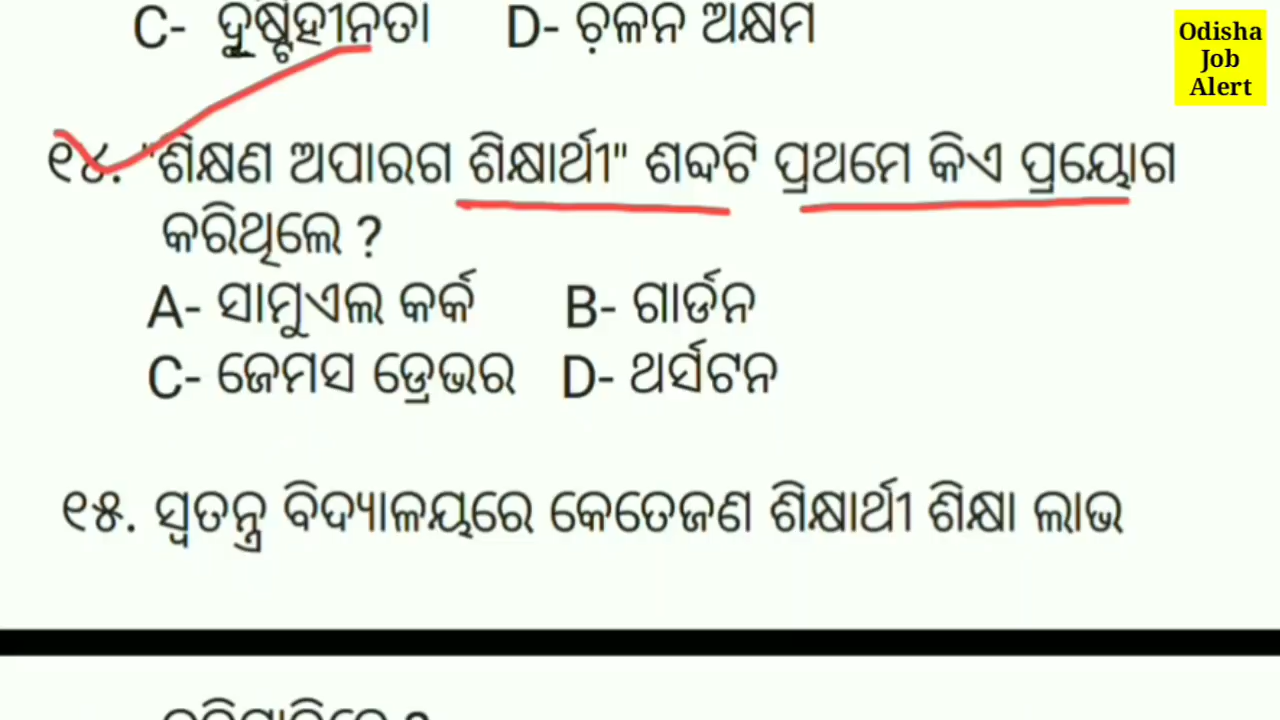 C- ଦୁଷ୍ଟିହୀନତା D- ଚ଼ଳନ ଅକ୍ଷମ
Odisha
Job
Alert
୧୪. "ଶିକ୍ଷଣ ଅପାରଗ ଶିକ୍ଷାର୍ଥୀ" ଶବ୍ଦଟି ପ୍ରଥମେ କିଏ ପ୍ରୟୋଗ
କରିଥିଲେ ?
A- ସାମୁଏଲ କର୍କ B- ଗାର୍ଡନ
C- ଜେମସ ଡ୍ରେଭର D- ଥର୍ସଟନ
୧୫. ସ୍ୱତନ୍ତ୍ର ବିଦ୍ୟାଳୟରେ କେତେଜଣ ଶିକ୍ଷାର୍ଥୀ ଶିକ୍ଷା ଲାଭ